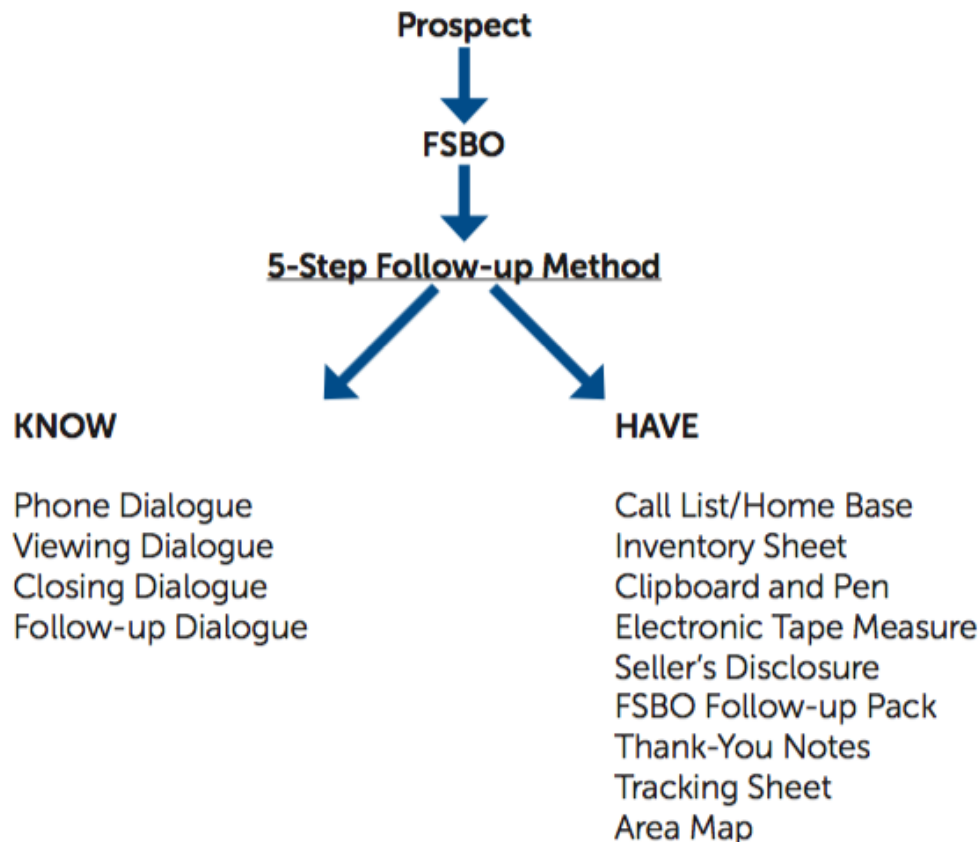 Prospect
FSBO
5-Step Follow-up Method
KNOW
Phone Dialogue
Viewing Dialogue
Closing Dialogue
Follow-up Dialogue
HAVE
Call List/Home Base
Inventory Sheet
Clipboard and Pen
Electronic Tape Measure
Seller’s Disclosure
FSBO Follow-up Pack
Thank-You Notes
Tracking Sheet
Area Map